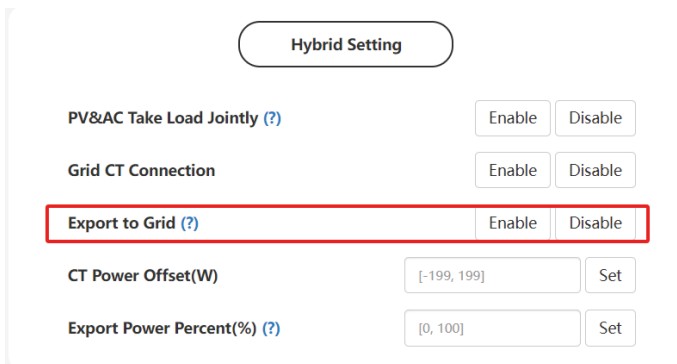 Hybrid Setting
PV&AC Take Load Jointly (?) Enable Disable
Grid CT Connection Enable Disable
Export to Grid (?) Enable Disable
CT Power Offset(W) [-199, 199] Set
Export Power Percent(%) (?) [0, 100] Set